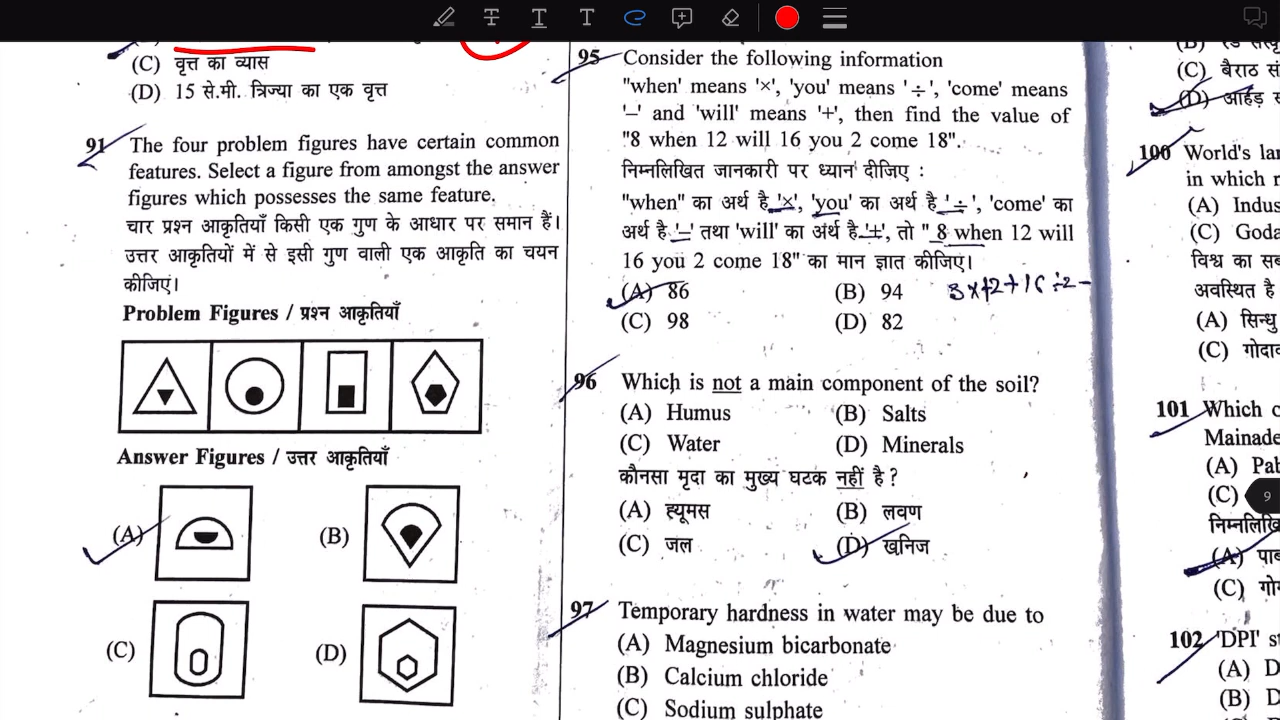 (C) वृत्त का व्यास
(D) 15 से.मी. त्रिज्या का एक वृत्त
91 The four problem figures have certain common
features. Select a figure from amongst the answer
figures which possesses the same feature.
चार प्रश्न आकृतियाँ किसी एक गुण के आधार पर समान हैं।
उत्तर आकृतियों में से इसी गुण वाली एक आकृति का चयन
कीजिए।
Problem Figures / प्रश्न आकृतियाँ
Answer Figures / उत्तर आकृतियाँ
(A)
(B)
(C)
(D)
95 Consider the following information
"when' means '×', 'you' means '÷', 'come' means
'–' and 'will' means '+', then find the value of
"8 when 12 will 16 you 2 come 18".
निम्नलिखित जानकारी पर ध्यान दीजिए :
"when" का अर्थ है '×', 'you' का अर्थ है '÷', 'come' का
अर्थ है '–' तथा 'will' का अर्थ है '+', तो " 8 when 12 will
16 you 2 come 18" का मान ज्ञात कीजिए।
(A) 86
(B) 94
(C) 98
(D) 82
96 Which is not a main component of the soil?
(A) Humus
(B) Salts
(C) Water
(D) Minerals
कौनसा मृदा का मुख्य घटक नहीं है?
(A) ह्यूमस
(B) लवण
(C) जल
(D) खनिज
97 Temporary hardness in water may be due to
(A) Magnesium bicarbonate
(B) Calcium chloride
(C) Sodium sulphate
(C) बैराठ
(D) आहड़
100 World's
in which
(A)
(C)
विश्व का
अवस्थित है
(A) सिन्धु
(C)
101 Which
(A)
(C)
9
(A)
(C)
102 'DPI'
(A)
(B)